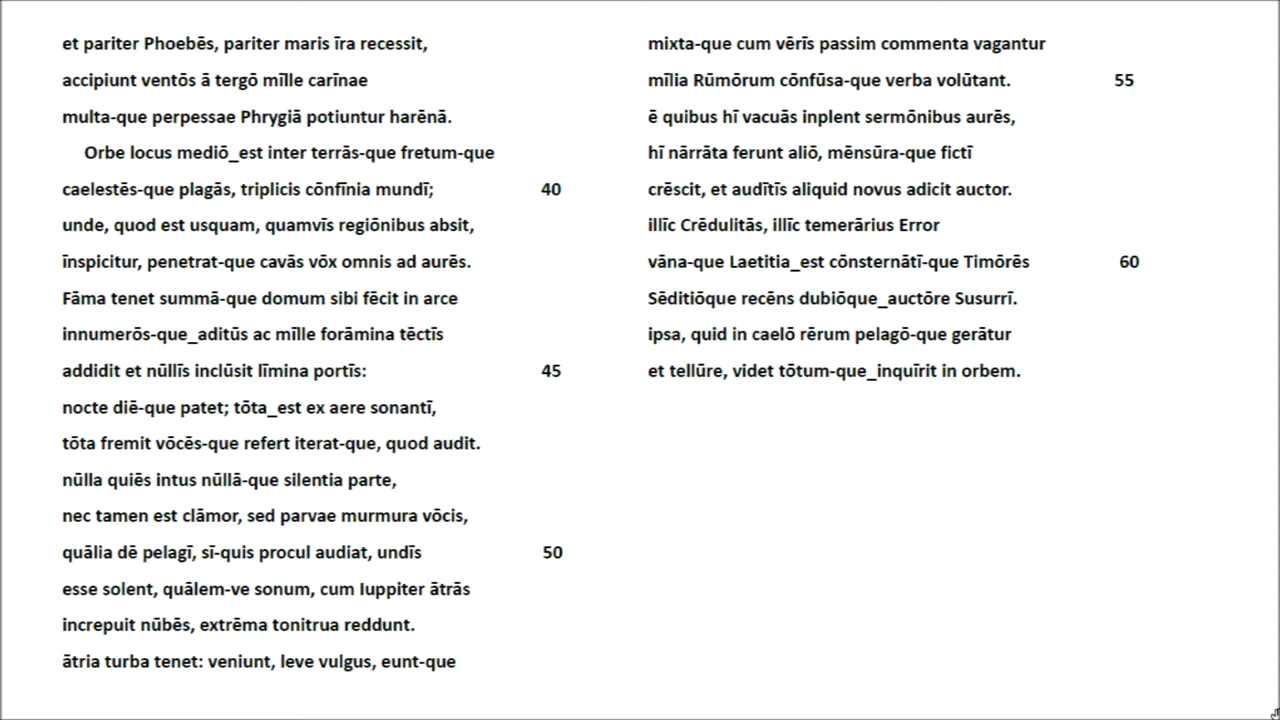 et pariter Phoebēs, pariter maris īra recessit,
accipiunt ventōs ā tergō mīlle carīnae
multa-que perpessae Phrygiā potiuntur harēnā.
Orbe locus mediō_est inter terrās-que fretum-que
caelestēs-que plagās, triplicis cōnfīnia mundī; 40
unde, quod est usquam, quamvīs regiōnibus absit,
īnspicitur, penetrat-que cavās vōx omnis ad aurēs.
Fāma tenet summā-que domum sibi fēcit in arce
innumerōs-que_aditūs ac mīlle forāmina tēctīs
addidit et nūllīs inclūsit līmina portīs: 45
nocte diē-que patet; tōta_est ex aere sonantī,
tōta fremit vōcēs-que refert iterat-que, quod audit.
nūlla quiēs intus nūllā-que silentia parte,
nec tamen est clāmor, sed parvae murmura vōcis,
quālia dē pelagī, sī-quis procul audiat, undīs 50
esse solent, quālem-ve sonum, cum Iuppiter ātrās
increpuit nūbēs, extrēma tonitrua reddunt.
ātria turba tenet: veniunt, leve vulgus, eunt-que
mixta-que cum vērīs passim commenta vagantur
mīlia Rūmōrum cōnfūsa-que verba volūtant. 55
ē quibus hī vacuās inplent sermōnibus aurēs,
hī nārrāta ferunt aliō, mēnsūra-que fictī
crēscit, et audītīs aliquid novus adicit auctor.
illīc Crēdulitās, illīc temerārius Error
vāna-que Laetitia_est cōnsternātī-que Timōrēs 60
Sēditiōque recēns dubiōque_auctōre Susurrī.
ipsa, quid in caelō rērum pelagō-que gerātur
et tellūre, videt tōtum-que_inquīrit in orbem.